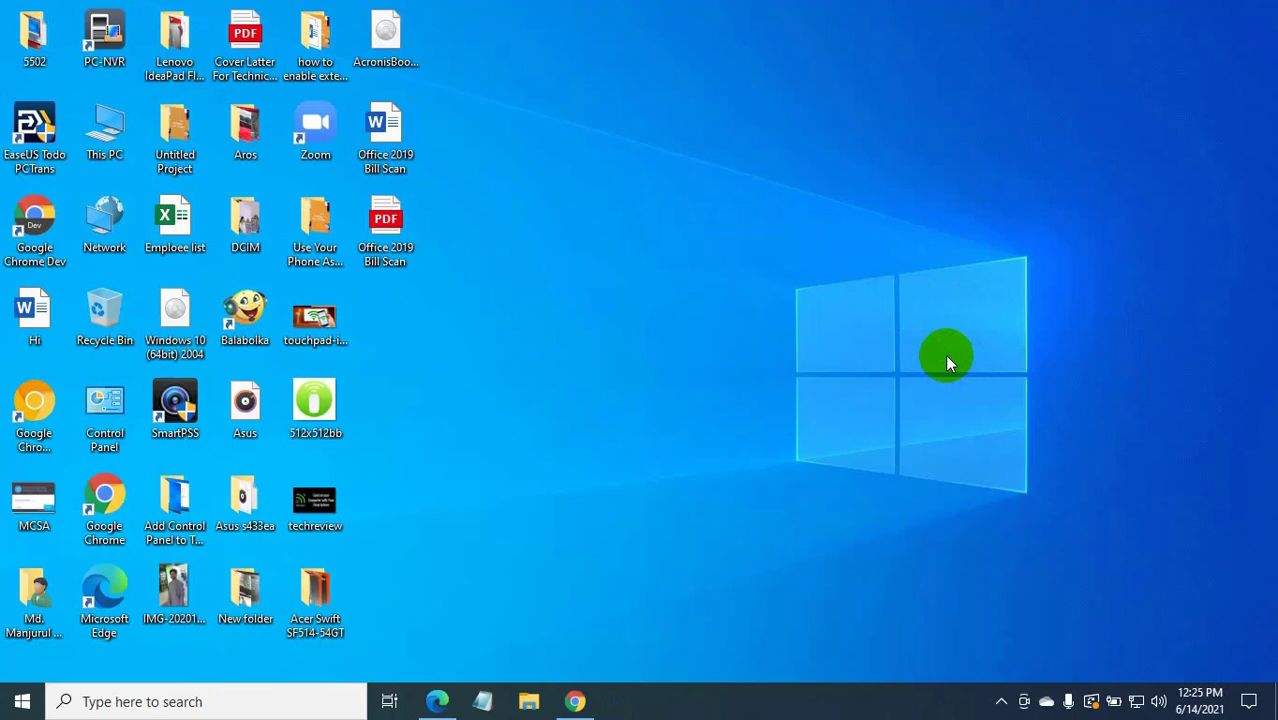 5502
PC-NVR
Lenovo
IdeaPad Fl...
PDF
Cover Latter
For Technic...
how to
enable exte...
AcronisBoo...
EaseUS Todo
PCTrans
This PC
Untitled
Project
Aros
Zoom
W
Office 2019
Bill Scan
Dev
Google
Chrome Dev
Network
X
Emploee list
DCIM
Use Your
Phone As...
PDF
Office 2019
Bill Scan
W
Hi
Recycle Bin
Windows 10
(64bit) 2004
Balabolka
touchpad-i...
Google
Chro...
Control
Panel
SmartPSS
Asus
512x512bb
MCSA
Google
Chrome
Add Control
Panel to T...
Asus s433ea
techreview
Md.
Manjurul ...
Microsoft
Edge
IMG-20201...
New folder
Acer Swift
SF514-54GT
Type here to search
12:25 PM
6/14/2021